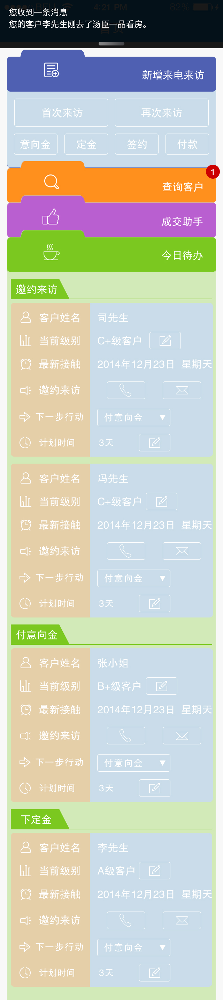 BELL 4:21 PM 82%
您收到一条消息
您的客户李先生刚去了汤臣一品看房。
首页
新增来电来访
首次来访 再次来访
意向金 定金 签约 付款
1
查询客户
成交助手
今日待办
邀约来访
客户姓名 司先生
当前级别 C+级客户
最新接触 2014年12月23日 星期天
邀约来访
下一步行动 付意向金
计划时间 3天
客户姓名 冯先生
当前级别 C+级客户
最新接触 2014年12月23日 星期天
邀约来访
下一步行动 付意向金
计划时间 3天
付意向金
客户姓名 张小姐
当前级别 B+级客户
最新接触 2014年12月23日 星期天
邀约来访
下一步行动 付意向金
计划时间 3天
下定金
客户姓名 李先生
当前级别 A级客户
最新接触 2014年12月23日 星期天
邀约来访
下一步行动 付意向金
计划时间 3天